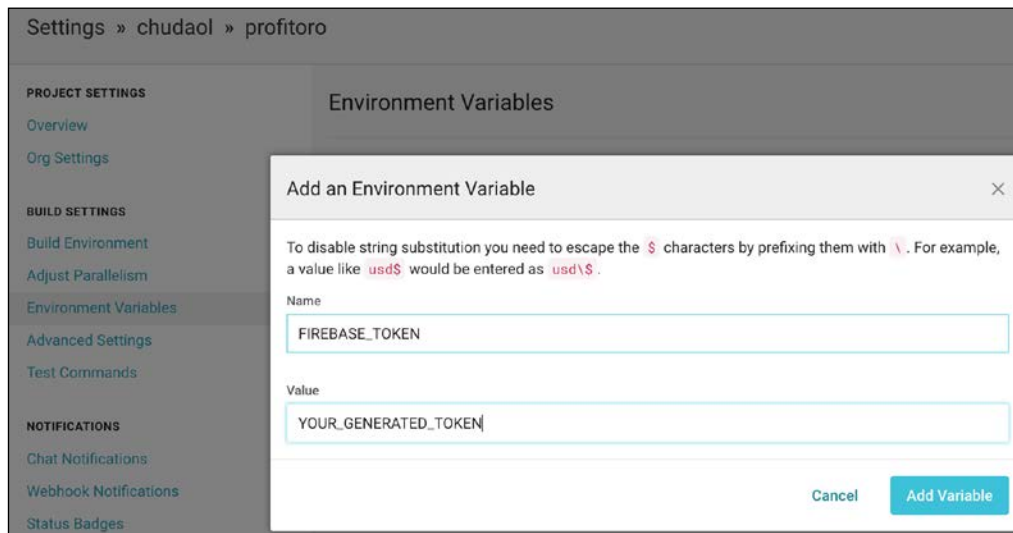 Settings » chudaol » profitoro
PROJECT SETTINGS
Overview
Org Settings
BUILD SETTINGS
Build Environment
Adjust Parallelism
Environment Variables
Advanced Settings
Test Commands
NOTIFICATIONS
Chat Notifications
Webhook Notifications
Status Badges
Environment Variables
Add an Environment Variable
×
To disable string substitution you need to escape the $ characters by prefixing them with \ . For example,
a value like usd$ would be entered as usd\$ .
Name
FIREBASE_TOKEN
Value
YOUR_GENERATED_TOKEN
Cancel
Add Variable